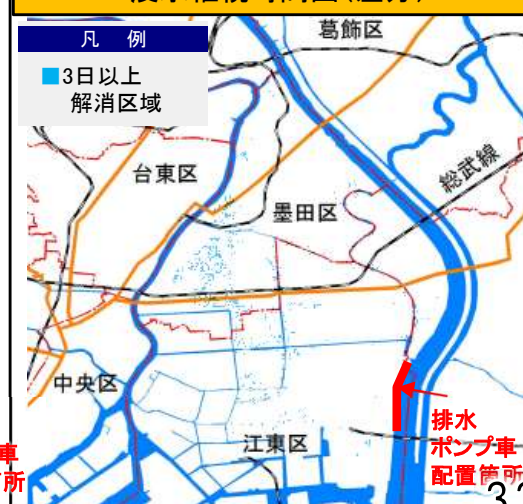 凡 例
■3日以上
解消区域
葛飾区
台東区
総武線
墨田区
中央区
江東区
排水
ポンプ車
配置箇所
車
所